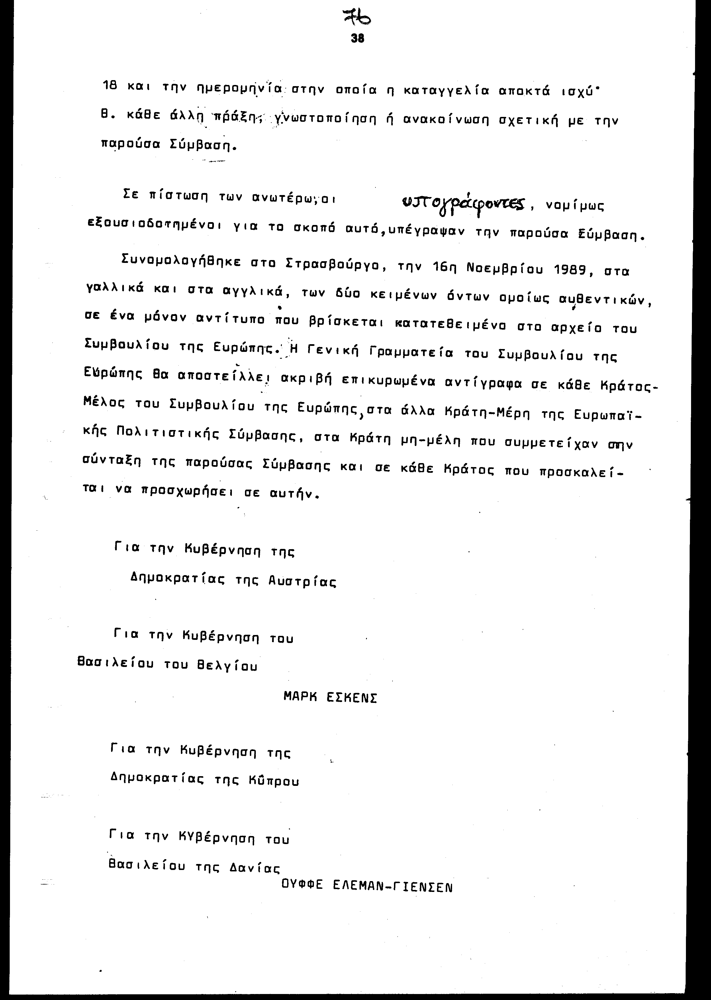 76
38
18 και την ημερομηνία στην οποία η καταγγελία αποκτά ισχύ·
θ. κάθε άλλη πράξη, γνωστοποίηση ή ανακοίνωση σχετική με την
παρούσα Σύμβαση.
Σε πίστωση των ανωτέρω, οι υπογράφοντες, νομίμως
εξουσιοδοτημένοι για το σκοπό αυτό, υπέγραψαν την παρούσα Σύμβαση.
Συνομολογήθηκε στο Στρασβούργο, την 16η Νοεμβρίου 1989, στα
γαλλικά και στα αγγλικά, των δύο κειμένων όντων ομοίως αυθεντικών,
σε ένα μόνον αντίτυπο που βρίσκεται κατατεθειμένο στο αρχείο του
Συμβουλίου της Ευρώπης. Η Γενική Γραμματεία του Συμβουλίου της
Ευρώπης θα αποστείλλει ακριβή επικυρωμένα αντίγραφα σε κάθε Κράτος-
Μέλος του Συμβουλίου της Ευρώπης, στα άλλα Κράτη-Μέρη της Ευρωπαϊ-
κής Πολιτιστικής Σύμβασης, στα Κράτη μη-μέλη που συμμετείχαν στην
σύνταξη της παρούσας Σύμβασης και σε κάθε Κράτος που προσκαλεί-
ται να προσχωρήσει σε αυτήν.
Για την Κυβέρνηση της
Δημοκρατίας της Αυστρίας
Για την Κυβέρνηση του
Βασιλείου του Βελγίου
ΜΑΡΚ ΕΣΚΕΝΣ
Για την Κυβέρνηση της
Δημοκρατίας της Κύπρου
Για την ΚΥβέρνηση του
Βασιλείου της Δανίας
ΟΥΦΦΕ ΕΛΕΜΑΝ-ΓΙΕΝΣΕΝ